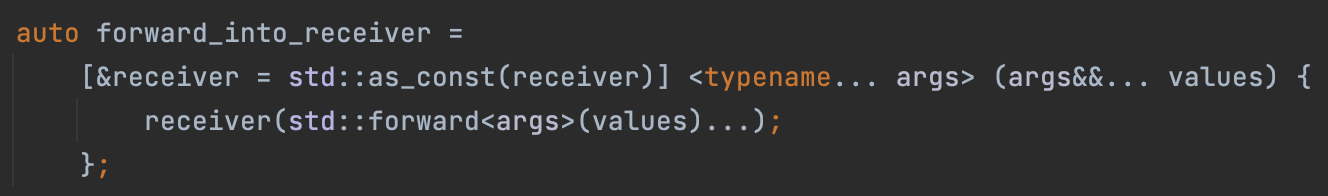 auto forward_into_receiver =
    [&receiver = std::as_const(receiver)] <typename... args> (args&&... values) {
        receiver(std::forward<args>(values)...);
    };